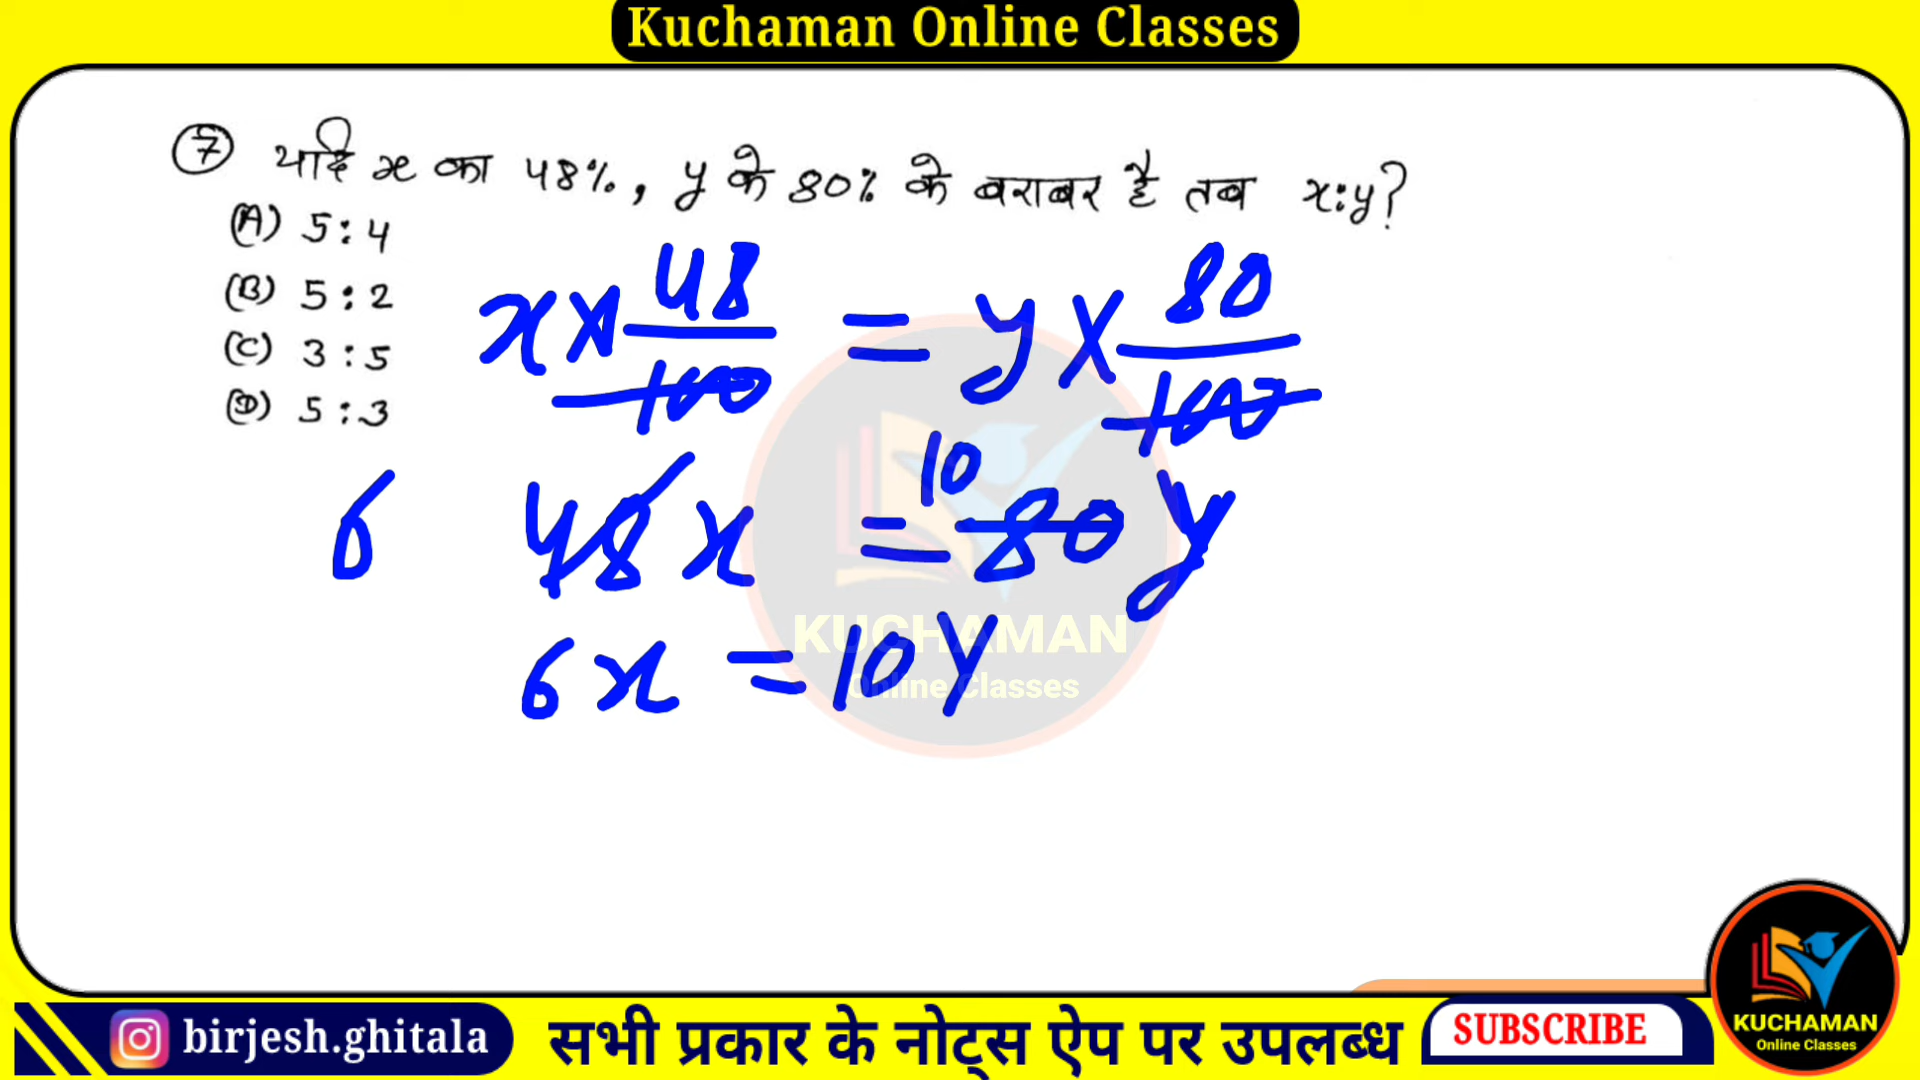 Kuchaman Online Classes
7 यदि x का 48%, y के 80% के बराबर है तब x:y?
(A) 5:4
(B) 5:2
(C) 3:5
(D) 5:3
x × 48/100 = y × 80/100
6 48x = 10 80 y
6x = 10y
KUCHAMAN
Online Classes
birjesh.ghitala
सभी प्रकार के नोट्स ऐप पर उपलब्ध
SUBSCRIBE
KUCHAMAN
Online Classes